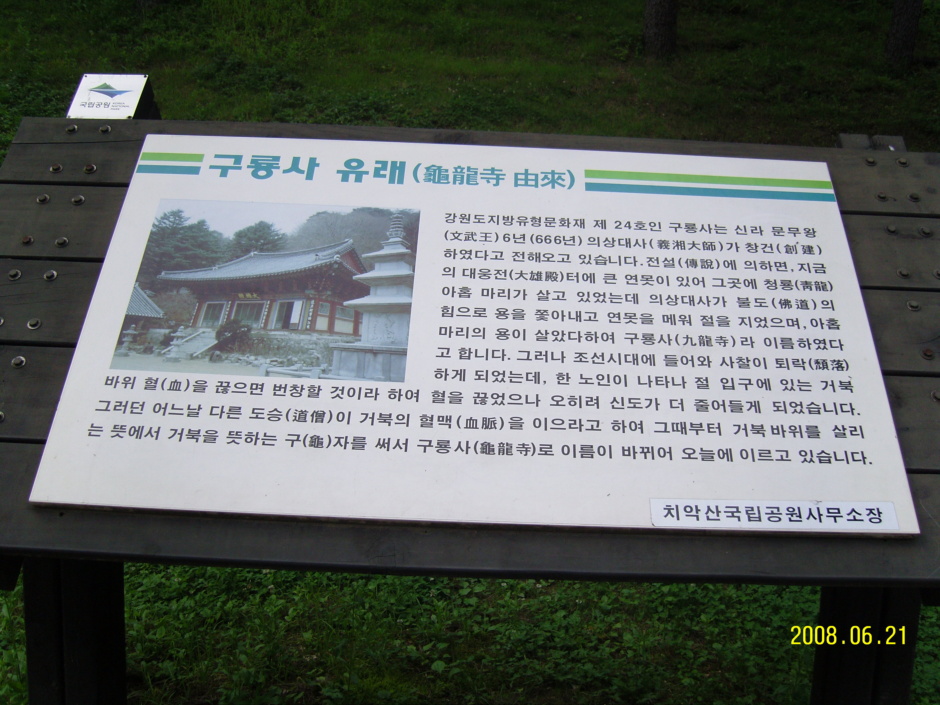 국립공원
구룡사 유래(龜龍寺 由來)
강원도지방유형문화재 제 24호인 구룡사는 신라 문무왕
(文武王) 6년(666년) 의상대사(義湘大師)가 창건(創建)
하였다고 전해오고 있습니다. 전설(傳說)에 의하면, 지금
의 대웅전(大雄殿)터에 큰 연못이 있어 그곳에 청룡(靑龍)
아홉 마리가 살고 있었는데 의상대사가 불도(佛道)의
힘으로 용을 쫓아내고 연못을 메워 절을 지었으며, 아홉
마리의 용이 살았다하여 구룡사(九龍寺)라 이름하였다
고 합니다. 그러나 조선시대에 들어와 사찰이 퇴락(頹落)
하게 되었는데, 한 노인이 나타나 절 입구에 있는 거북
바위 혈(血)을 끊으면 번창할 것이라 하여 혈을 끊었으나 오히려 신도가 더 줄어들게 되었습니다.
그러던 어느날 다른 도승(道僧)이 거북의 혈맥(血脈)을 이으라고 하여 그때부터 거북 바위를 살리
는 뜻에서 거북을 뜻하는 구(龜)자를 써서 구룡사(龜龍寺)로 이름이 바뀌어 오늘에 이르고 있습니다.
치악산국립공원사무소장
2008.06.21